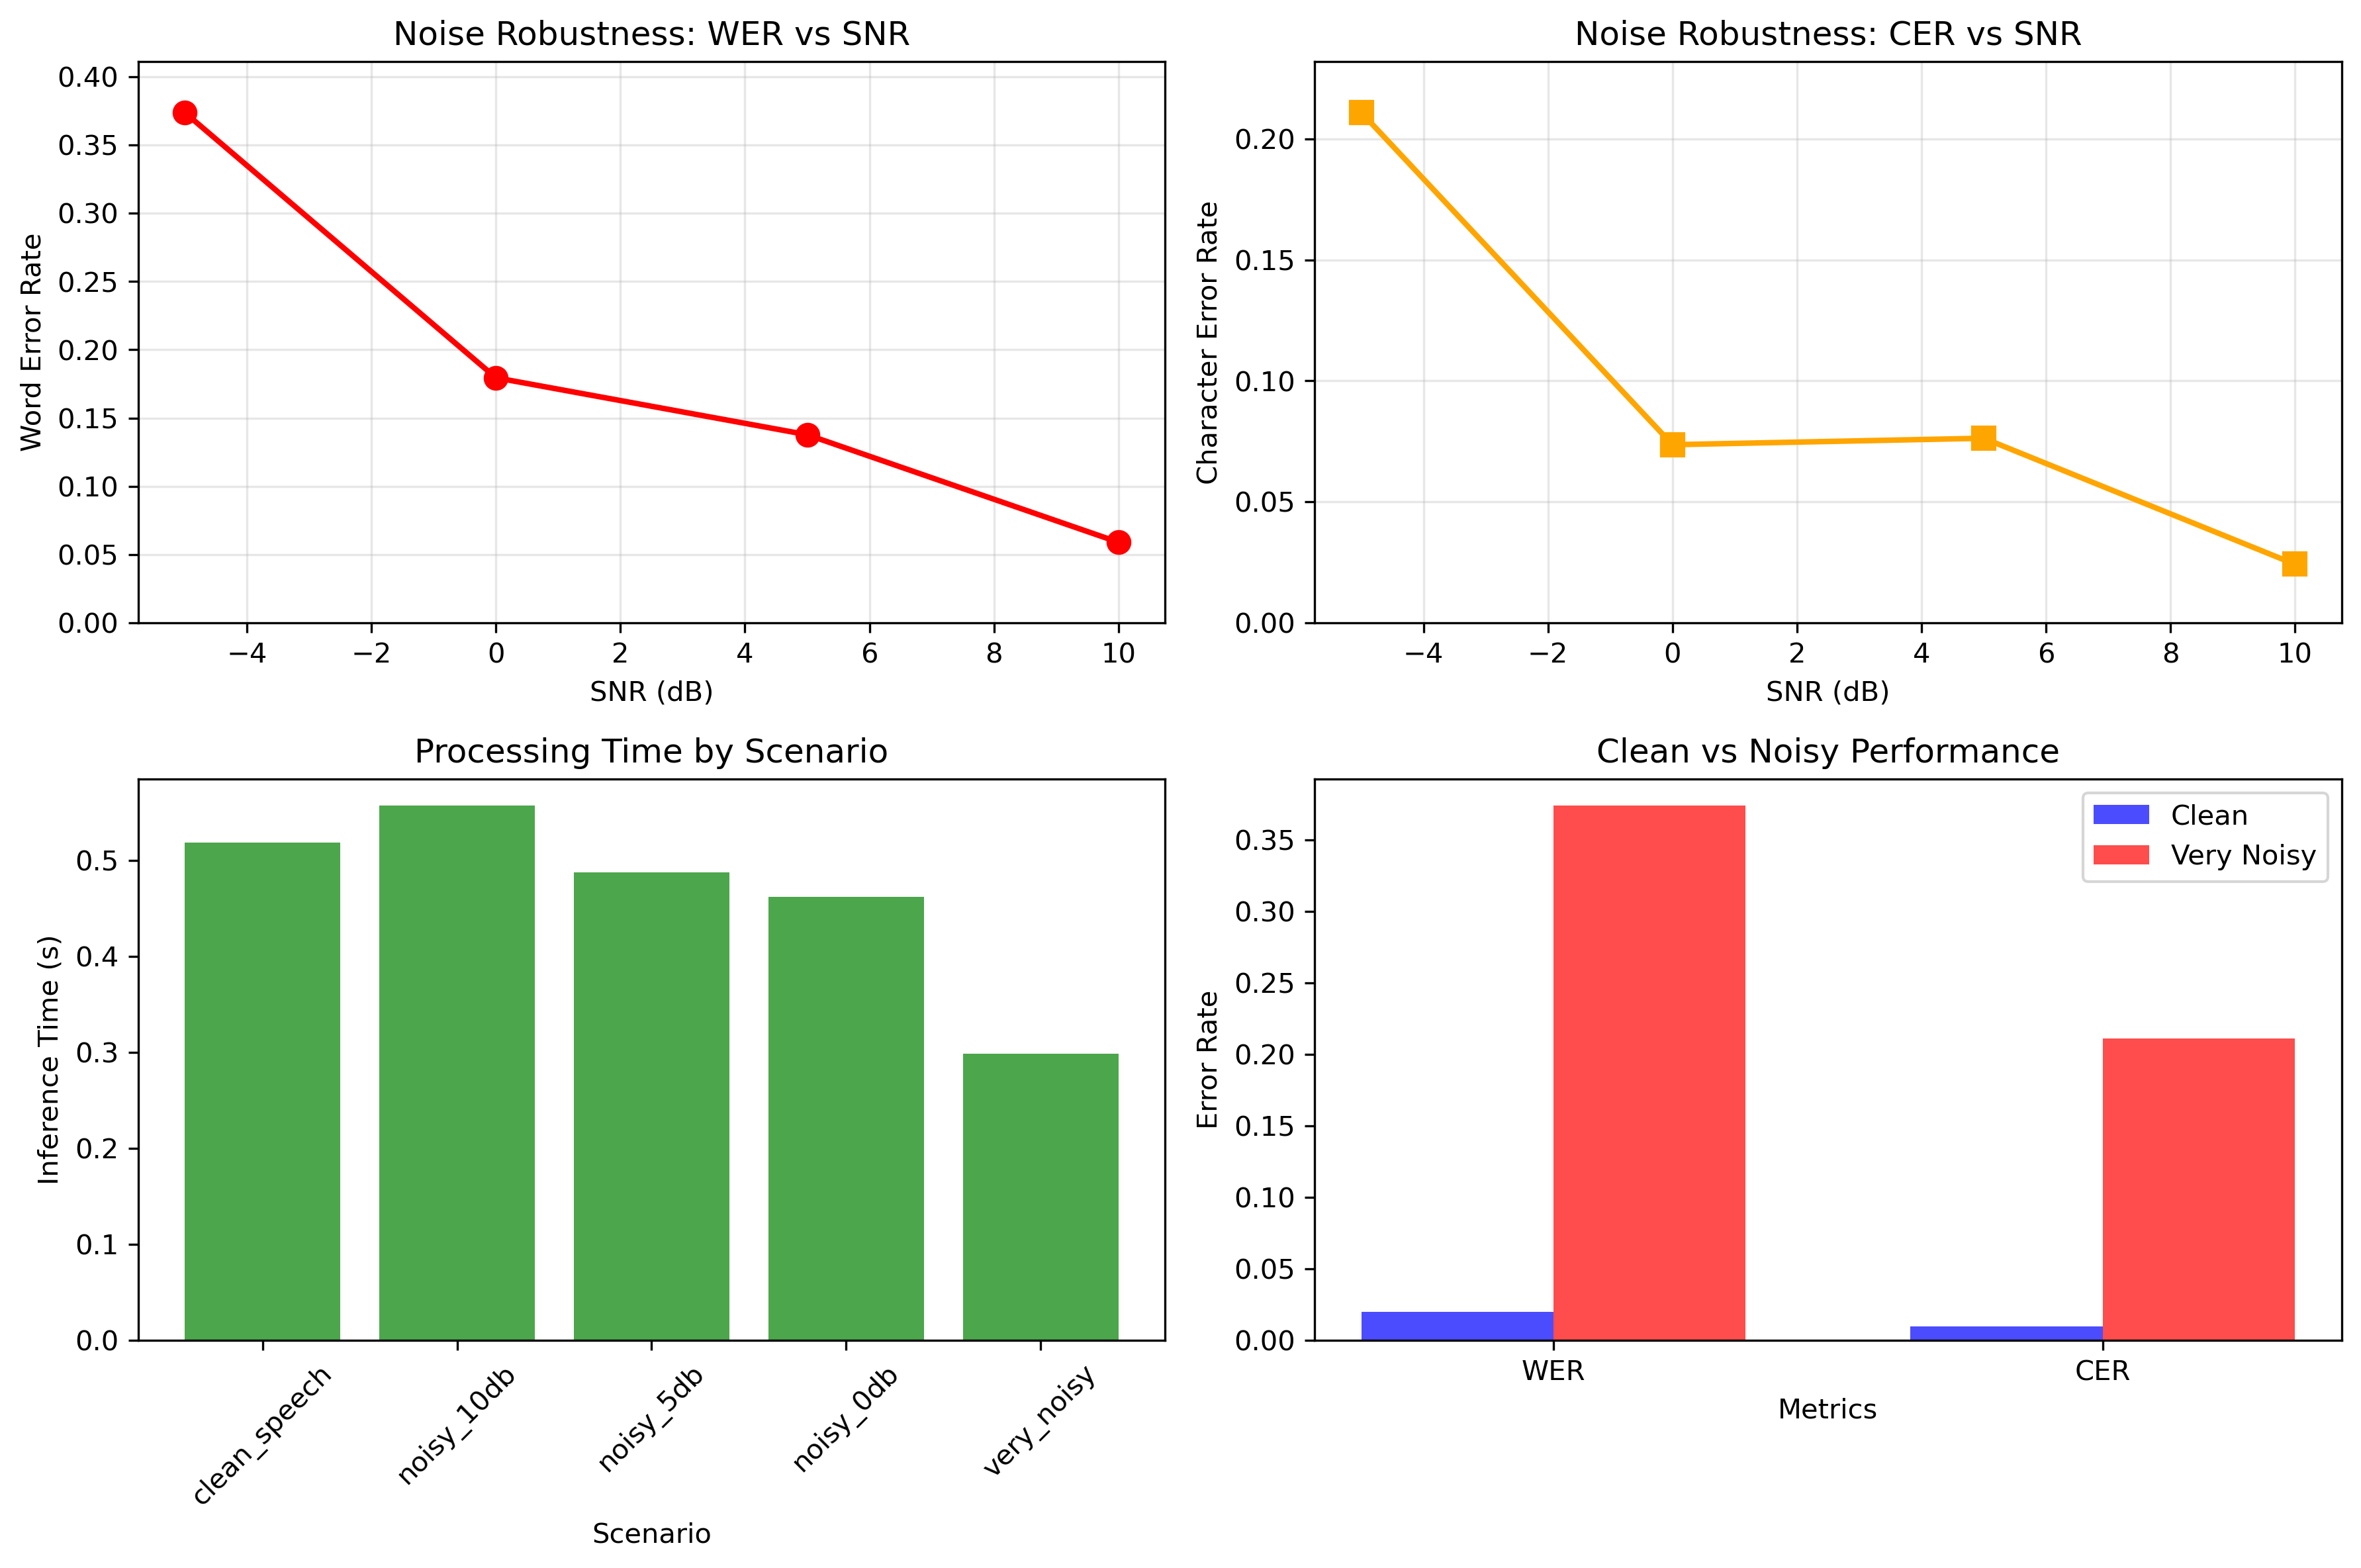 Noise Robustness: WER vs SNR
Word Error Rate
0.40
0.35
0.30
0.25
0.20
0.15
0.10
0.05
0.00
−4 −2 0 2 4 6 8 10
SNR (dB)
Noise Robustness: CER vs SNR
Character Error Rate
0.20
0.15
0.10
0.05
0.00
−4 −2 0 2 4 6 8 10
SNR (dB)
Processing Time by Scenario
Inference Time (s)
0.5
0.4
0.3
0.2
0.1
0.0
clean_speech noisy_10db noisy_5db noisy_0db very_noisy
Scenario
Clean vs Noisy Performance
Clean
Very Noisy
Error Rate
0.35
0.30
0.25
0.20
0.15
0.10
0.05
0.00
WER CER
Metrics